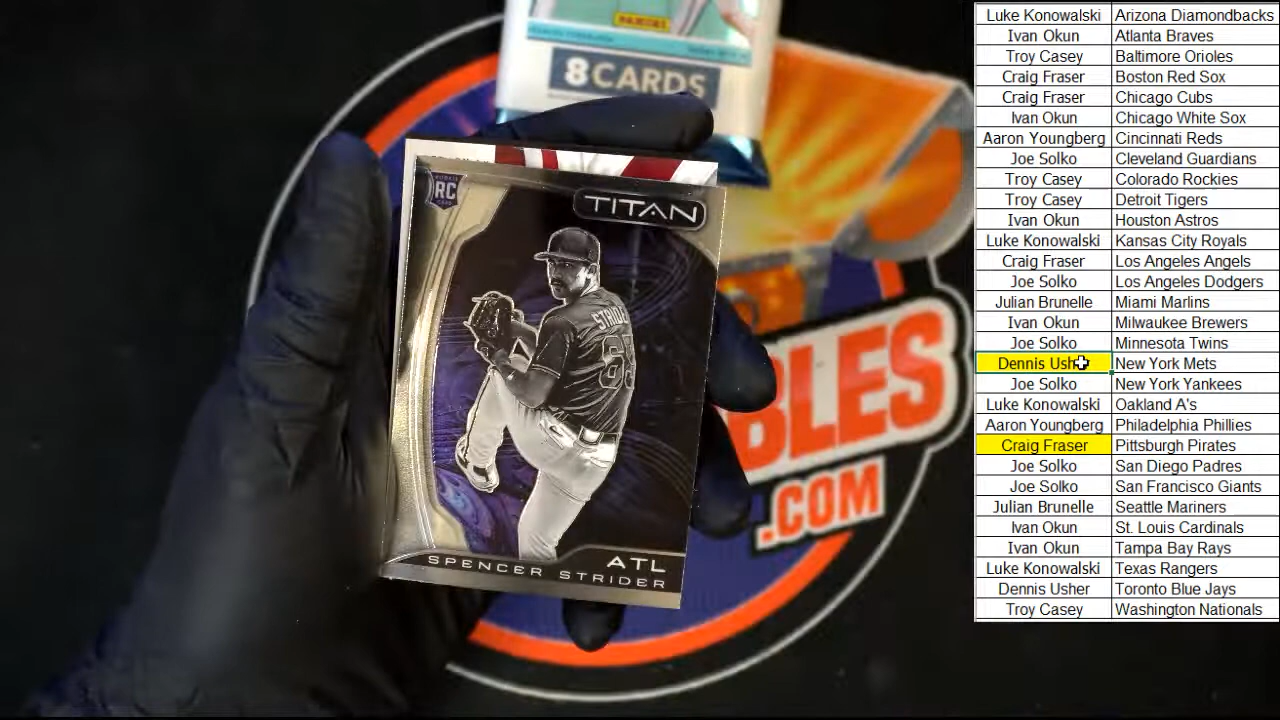 PANINI
8 CARDS
RC
TITAN
STRIDE
65
ATL
SPENCER STRIDER
BLES
.COM
Luke Konowalski Arizona Diamondbacks
Ivan Okun Atlanta Braves
Troy Casey Baltimore Orioles
Craig Fraser Boston Red Sox
Craig Fraser Chicago Cubs
Ivan Okun Chicago White Sox
Aaron Youngberg Cincinnati Reds
Joe Solko Cleveland Guardians
Troy Casey Colorado Rockies
Troy Casey Detroit Tigers
Ivan Okun Houston Astros
Luke Konowalski Kansas City Royals
Craig Fraser Los Angeles Angels
Joe Solko Los Angeles Dodgers
Julian Brunelle Miami Marlins
Ivan Okun Milwaukee Brewers
Joe Solko Minnesota Twins
Dennis Usher New York Mets
Joe Solko New York Yankees
Luke Konowalski Oakland A's
Aaron Youngberg Philadelphia Phillies
Craig Fraser Pittsburgh Pirates
Joe Solko San Diego Padres
Joe Solko San Francisco Giants
Julian Brunelle Seattle Mariners
Ivan Okun St. Louis Cardinals
Ivan Okun Tampa Bay Rays
Luke Konowalski Texas Rangers
Dennis Usher Toronto Blue Jays
Troy Casey Washington Nationals